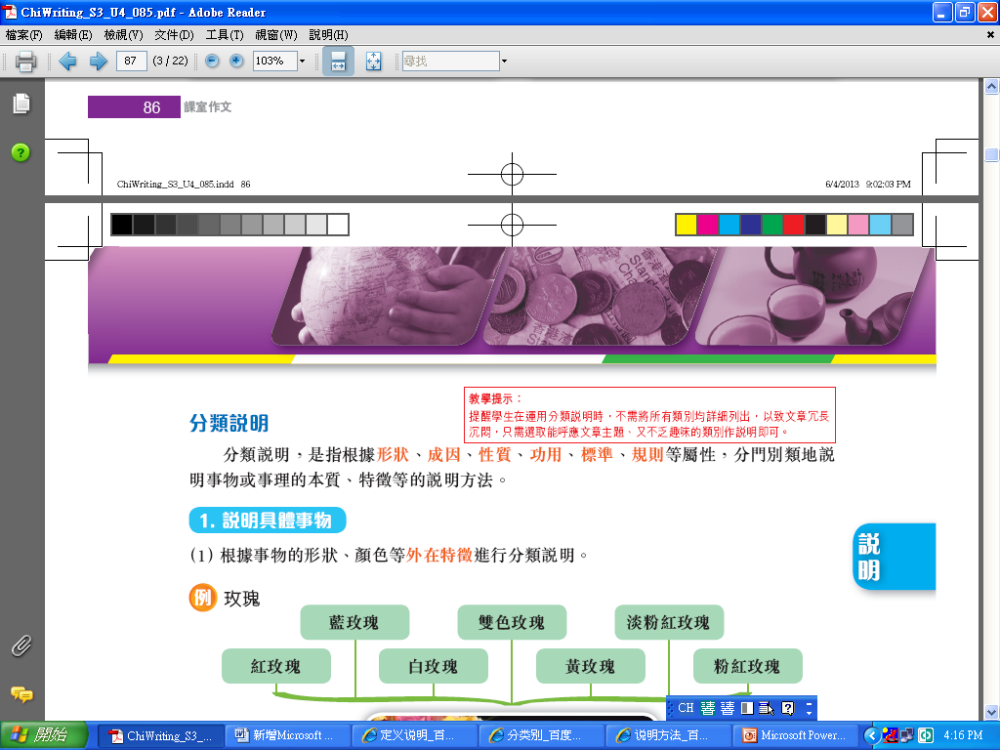 ChiWriting_S3_U4_085.pdf - Adobe Reader
檔案(F) 編輯(E) 檢視(V) 文件(D) 工具(T) 視窗(W) 說明(H)
87 (3 / 22) 103% 尋找
86 課室作文
ChiWriting_S3_U4_085.indd 86 6/4/2013 9:02:03 PM
教學提示：
提醒學生在運用分類説明時，不需將所有類別均詳細列出，以致文章冗長
沉悶，只需選取能呼應文章主題、又不乏趣味的類別作説明即可。
分類説明
分類説明，是指根據形狀、成因、性質、功用、標準、規則等屬性，分門別類地説
明事物或事理的本質、特徵等的説明方法。
1. 説明具體事物
(1) 根據事物的形狀、顏色等外在特徵進行分類説明。
説
明
例 玫瑰
藍玫瑰 雙色玫瑰 淡粉紅玫瑰
紅玫瑰 白玫瑰 黃玫瑰 粉紅玫瑰
CH
開始 ChiWriting_S3_... 新增Microsoft ... 定义说明_百... 分类别_百度... 说明方法_百... Microsoft Power... 4:16 PM